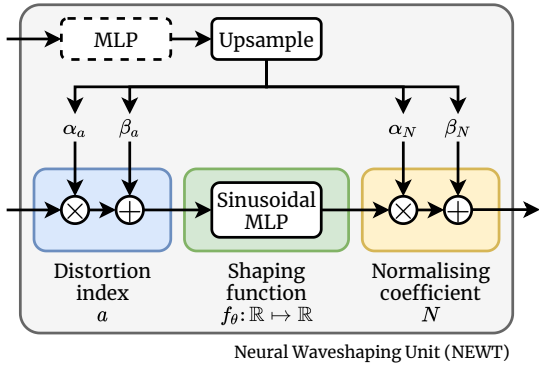 MLP
Upsample
α_a
β_a
α_N
β_N
×
+
Sinusoidal
MLP
×
+
Distortion
index
a
Shaping
function
f_θ: ℝ ↦ ℝ
Normalising
coefficient
N
Neural Waveshaping Unit (NEWT)